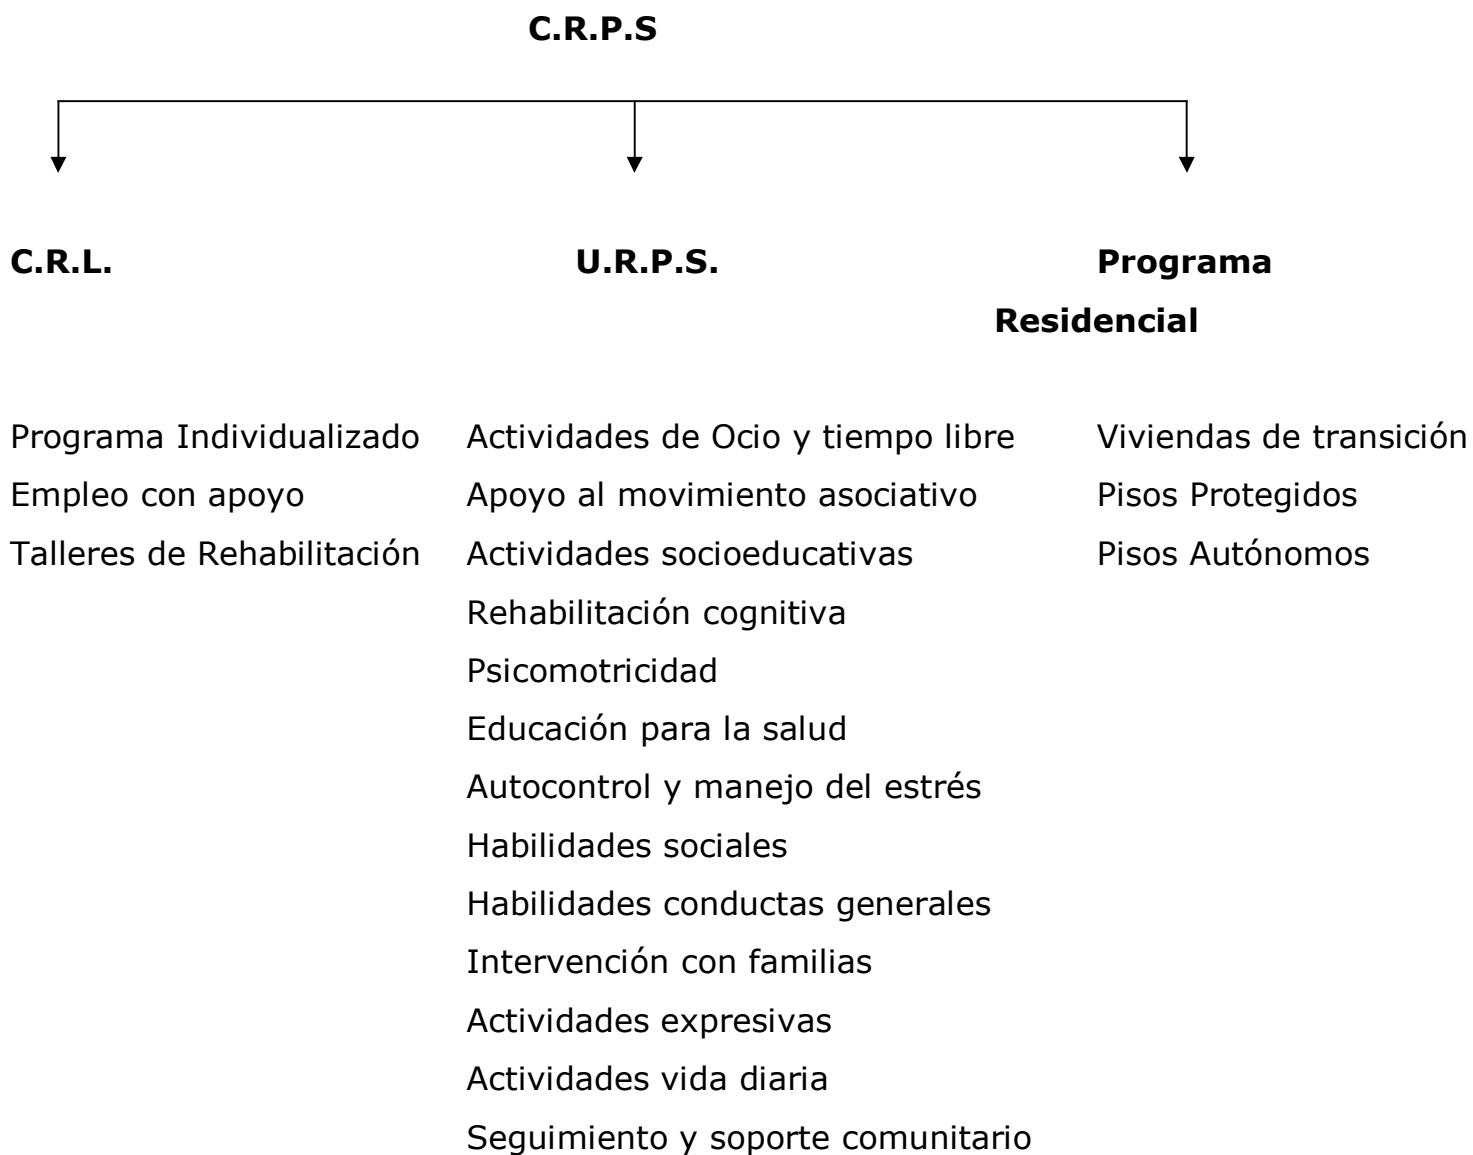 C.R.P.S
C.R.L.
U.R.P.S.
Programa
Residencial
Programa Individualizado
Empleo con apoyo
Talleres de Rehabilitación
Actividades de Ocio y tiempo libre
Apoyo al movimiento asociativo
Actividades socioeducativas
Rehabilitación cognitiva
Psicomotricidad
Educación para la salud
Autocontrol y manejo del estrés
Habilidades sociales
Habilidades conductas generales
Intervención con familias
Actividades expresivas
Actividades vida diaria
Seguimiento y soporte comunitario
Viviendas de transición
Pisos Protegidos
Pisos Autónomos